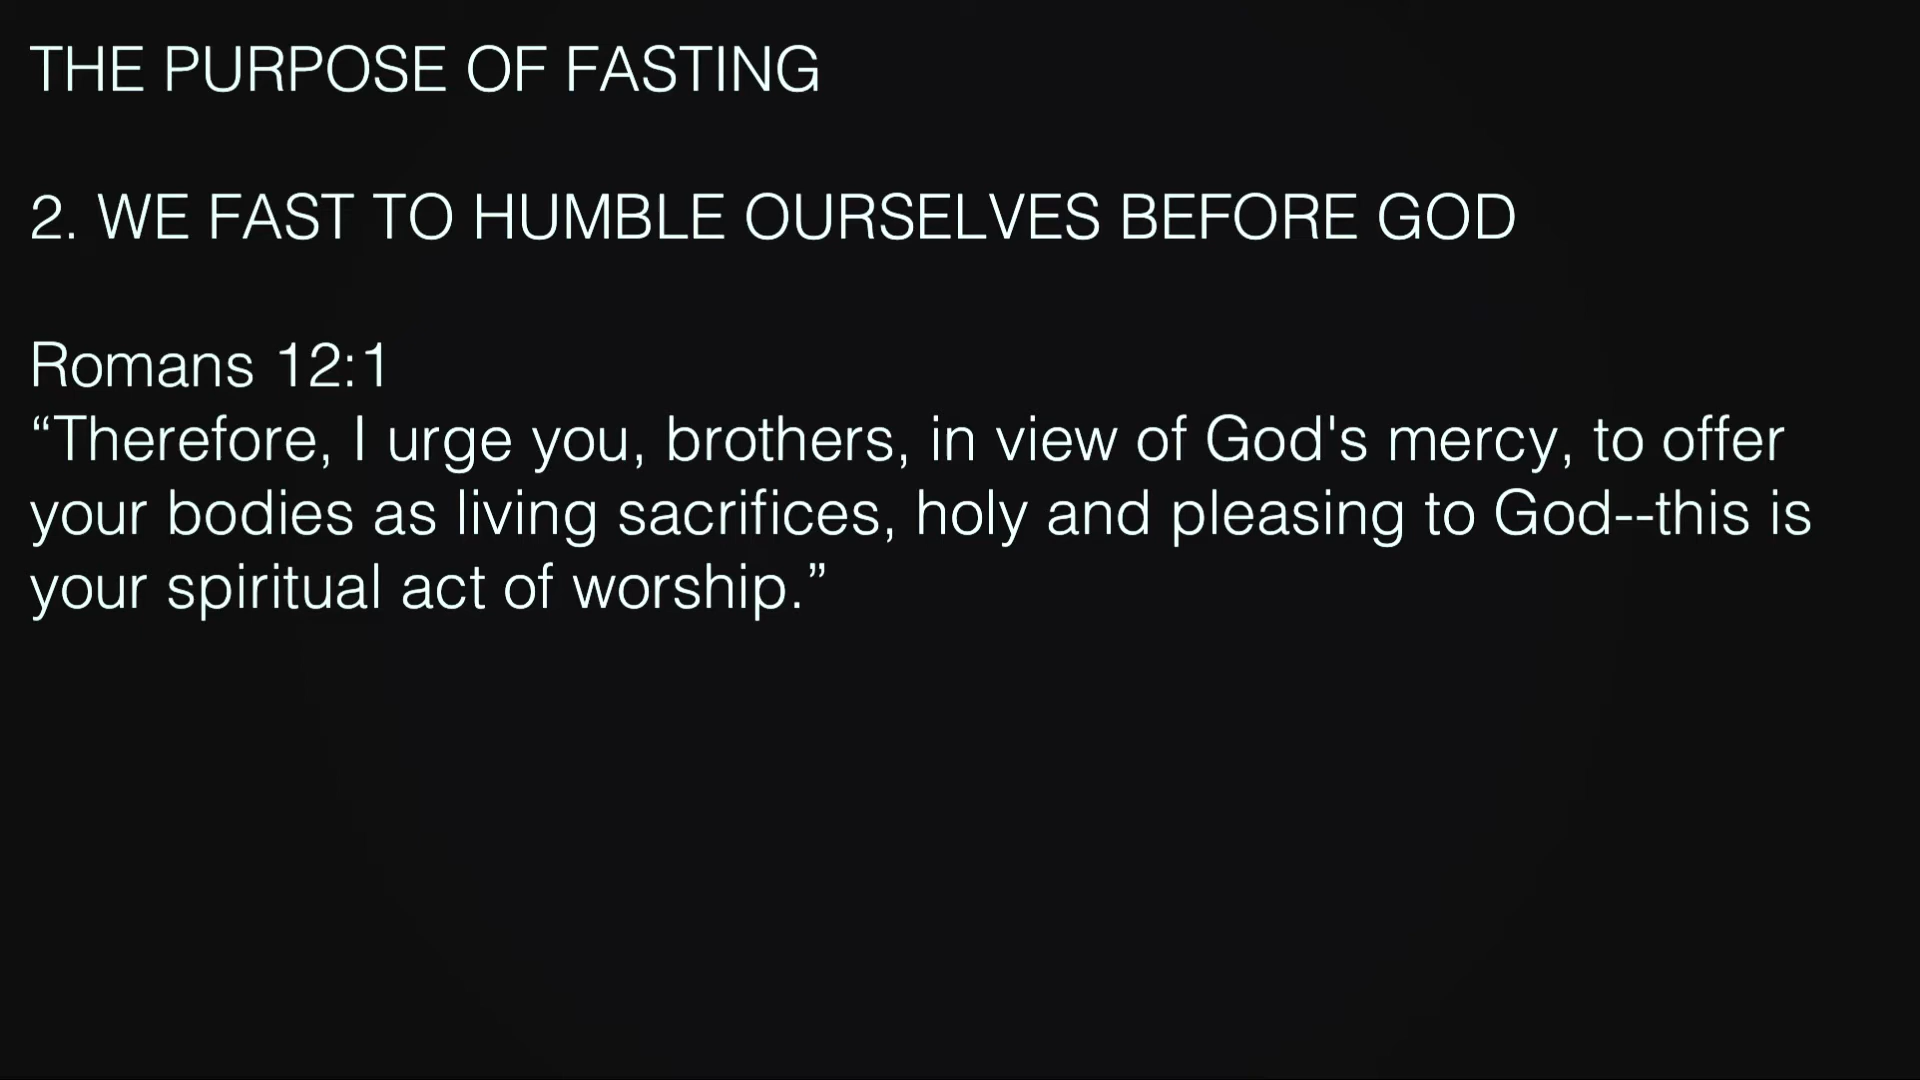 THE PURPOSE OF FASTING
2. WE FAST TO HUMBLE OURSELVES BEFORE GOD
Romans 12:1
“Therefore, I urge you, brothers, in view of God's mercy, to offer
your bodies as living sacrifices, holy and pleasing to God--this is
your spiritual act of worship.”